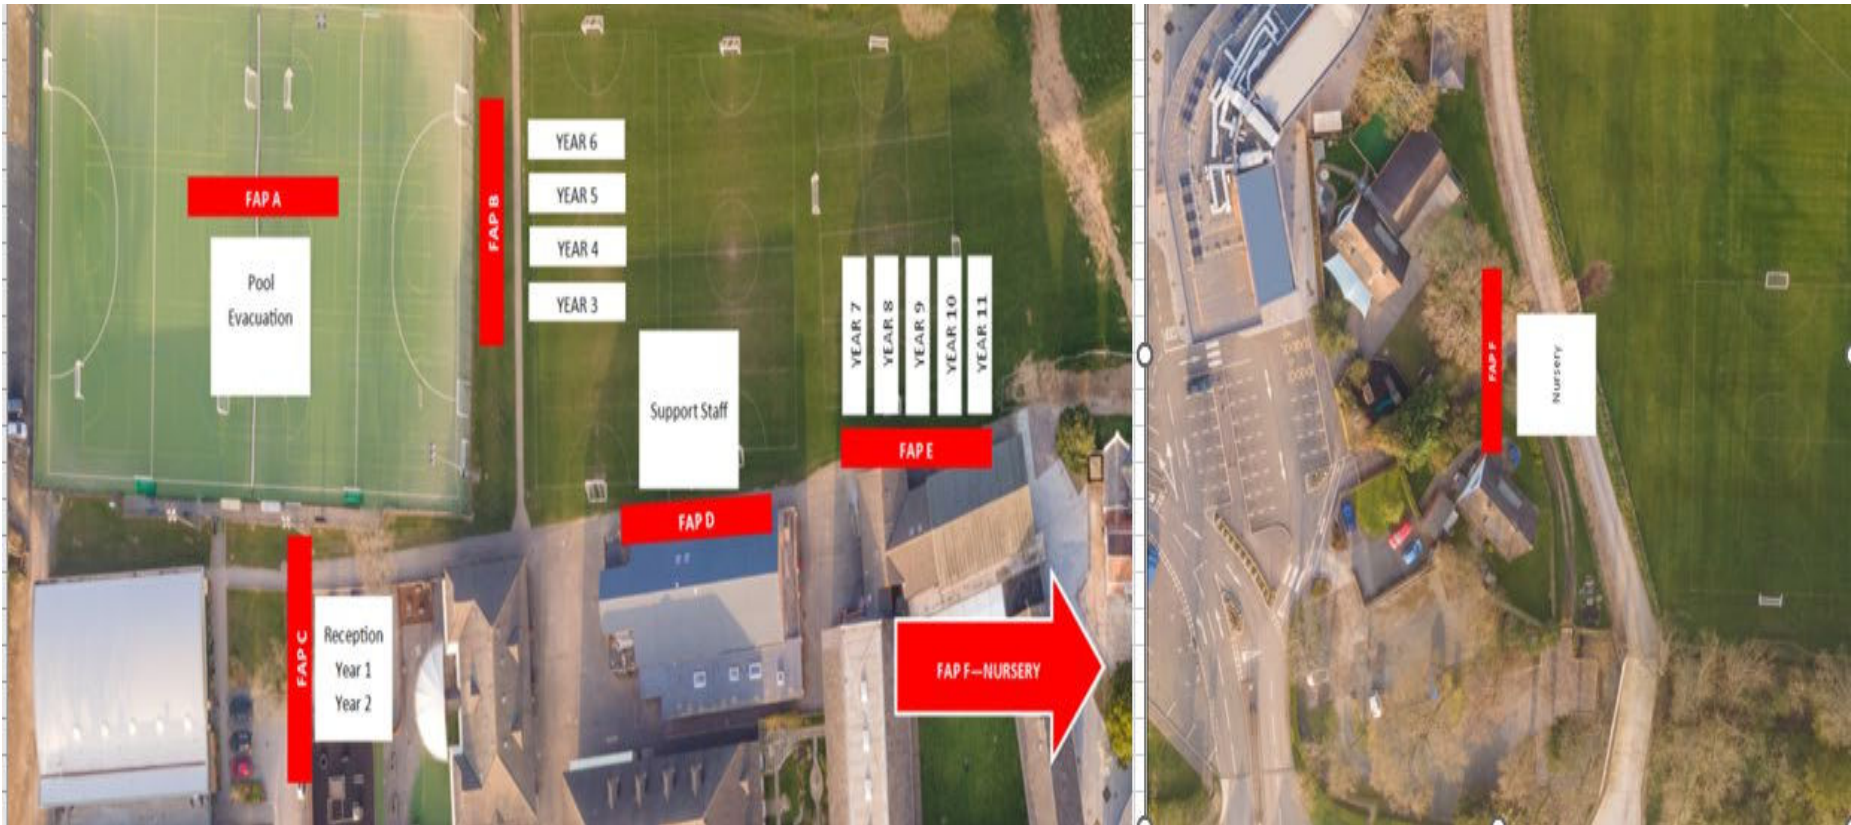 FAP A
Pool
Evacuation
FAP B
YEAR 6
YEAR 5
YEAR 4
YEAR 3
Support Staff
FAP D
YEAR 7
YEAR 8
YEAR 9
YEAR 10
YEAR 11
FAP E
FAP C
Reception
Year 1
Year 2
FAP F—NURSERY
FAP F
Nursery